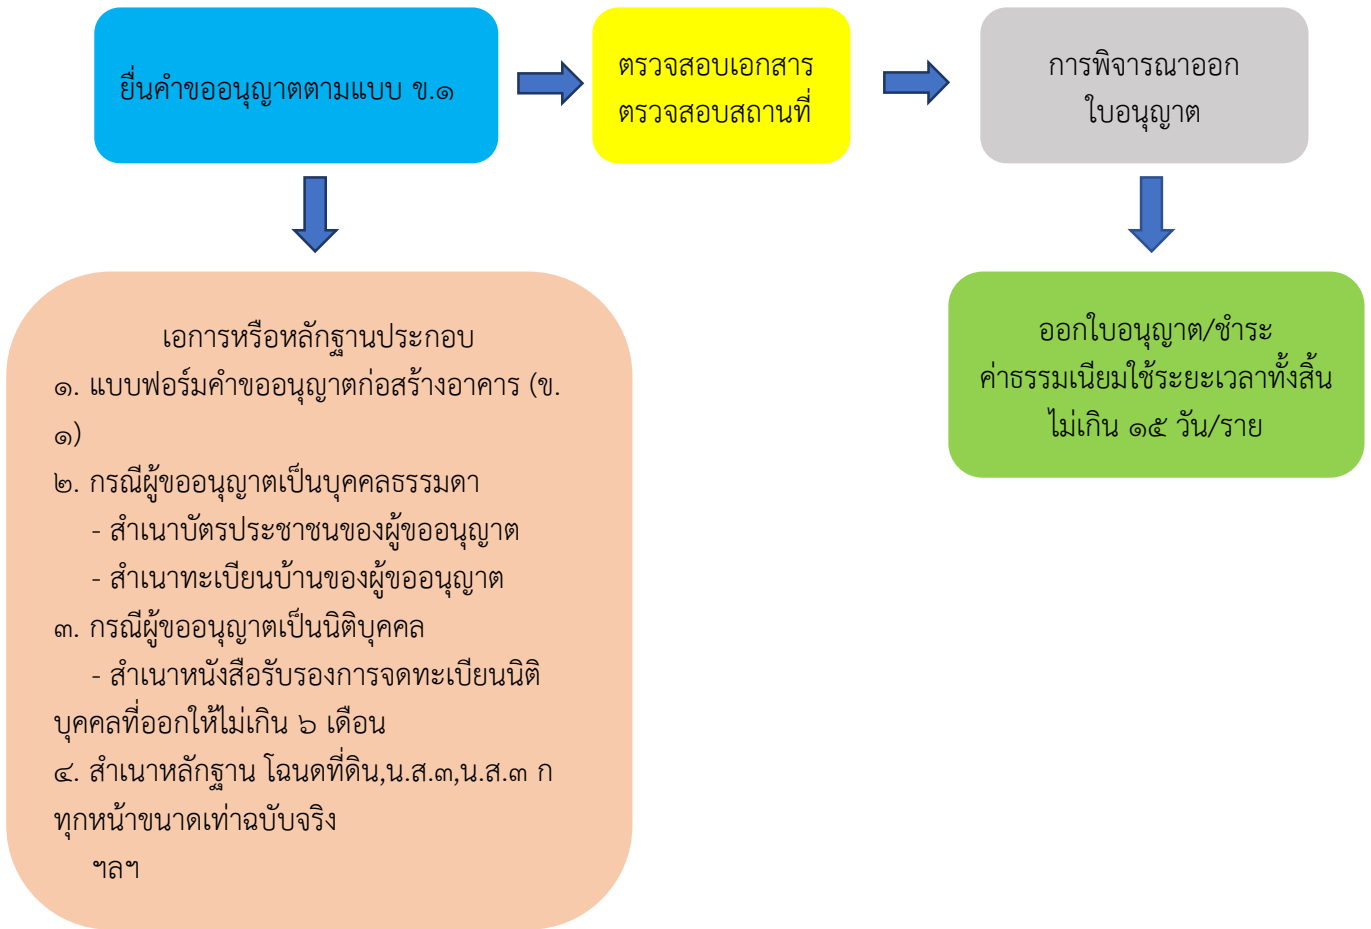 ยื่นคำขออนุญาตตามแบบ ข.๑
ตรวจสอบเอกสาร
ตรวจสอบสถานที่
การพิจารณาออก
ใบอนุญาต
เอการหรือหลักฐานประกอบ
๑. แบบฟอร์มคำขออนุญาตก่อสร้างอาคาร (ข.
๑)
๒. กรณีผู้ขออนุญาตเป็นบุคคลธรรมดา
- สำเนาบัตรประชาชนของผู้ขออนุญาต
- สำเนาทะเบียนบ้านของผู้ขออนุญาต
๓. กรณีผู้ขออนุญาตเป็นนิติบุคคล
- สำเนาหนังสือรับรองการจดทะเบียนนิติ
บุคคลที่ออกให้ไม่เกิน ๖ เดือน
๔. สำเนาหลักฐาน โฉนดที่ดิน,น.ส.๓,น.ส.๓ ก
ทุกหน้าขนาดเท่าฉบับจริง
ฯลฯ
ออกใบอนุญาต/ชำระ
ค่าธรรมเนียมใช้ระยะเวลาทั้งสิ้น
ไม่เกิน ๑๕ วัน/ราย